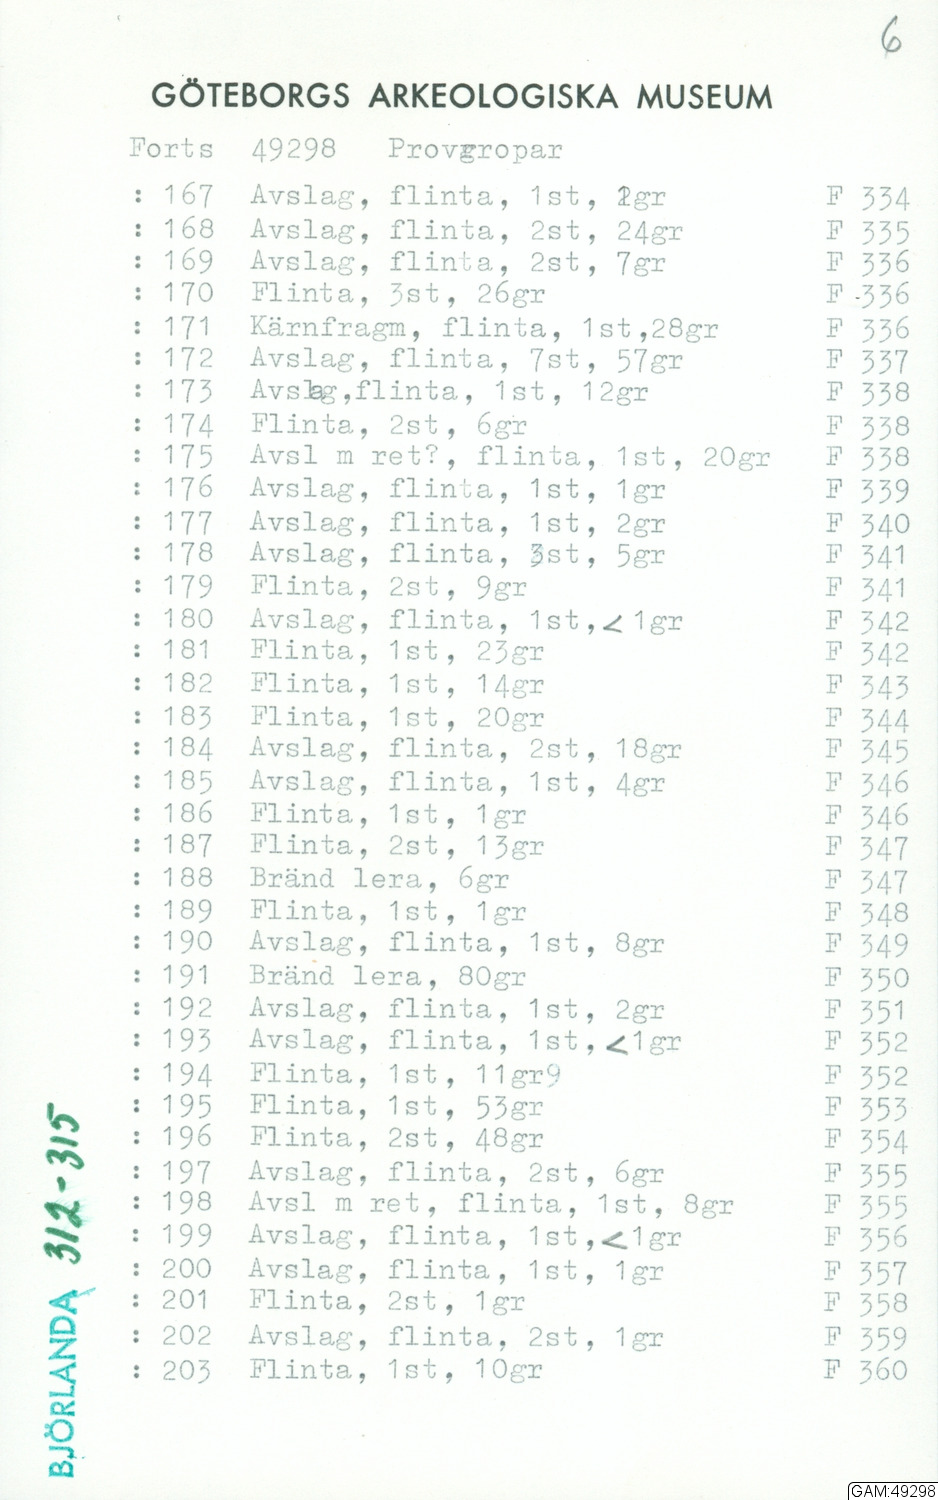 6
GÖTEBORGS ARKEOLOGISKA MUSEUM
Forts 49298 Provgropar
: 167 Avslag, flinta, 1st, 2gr F 334
: 168 Avslag, flinta, 2st, 24gr F 335
: 169 Avslag, flinta, 2st, 7gr F 336
: 170 Flinta, 3st, 26gr F 336
: 171 Kärnfragm, flinta, 1st,28gr F 336
: 172 Avslag, flinta, 7st, 57gr F 337
: 173 Avslag,flinta, 1st, 12gr F 338
: 174 Flinta, 2st, 6gr F 338
: 175 Avsl m ret?, flinta, 1st, 20gr F 338
: 176 Avslag, flinta, 1st, 1gr F 339
: 177 Avslag, flinta, 1st, 2gr F 340
: 178 Avslag, flinta, 3st, 5gr F 341
: 179 Flinta, 2st, 9gr F 341
: 180 Avslag, flinta, 1st,< 1gr F 342
: 181 Flinta, 1st, 23gr F 342
: 182 Flinta, 1st, 14gr F 343
: 183 Flinta, 1st, 20gr F 344
: 184 Avslag, flinta, 2st, 18gr F 345
: 185 Avslag, flinta, 1st, 4gr F 346
: 186 Flinta, 1st, 1gr F 346
: 187 Flinta, 2st, 13gr F 347
: 188 Bränd lera, 6gr F 347
: 189 Flinta, 1st, 1gr F 348
: 190 Avslag, flinta, 1st, 8gr F 349
: 191 Bränd lera, 80gr F 350
: 192 Avslag, flinta, 1st, 2gr F 351
: 193 Avslag, flinta, 1st,<1gr F 352
: 194 Flinta, 1st, 11gr9 F 352
: 195 Flinta, 1st, 53gr F 353
: 196 Flinta, 2st, 48gr F 354
: 197 Avslag, flinta, 2st, 6gr F 355
: 198 Avsl m ret, flinta, 1st, 8gr F 355
: 199 Avslag, flinta, 1st,<1gr F 356
: 200 Avslag, flinta, 1st, 1gr F 357
: 201 Flinta, 2st, 1gr F 358
: 202 Avslag, flinta, 2st, 1gr F 359
: 203 Flinta, 1st, 10gr F 360
BJÖRLANDA 312-315
GAM:49298